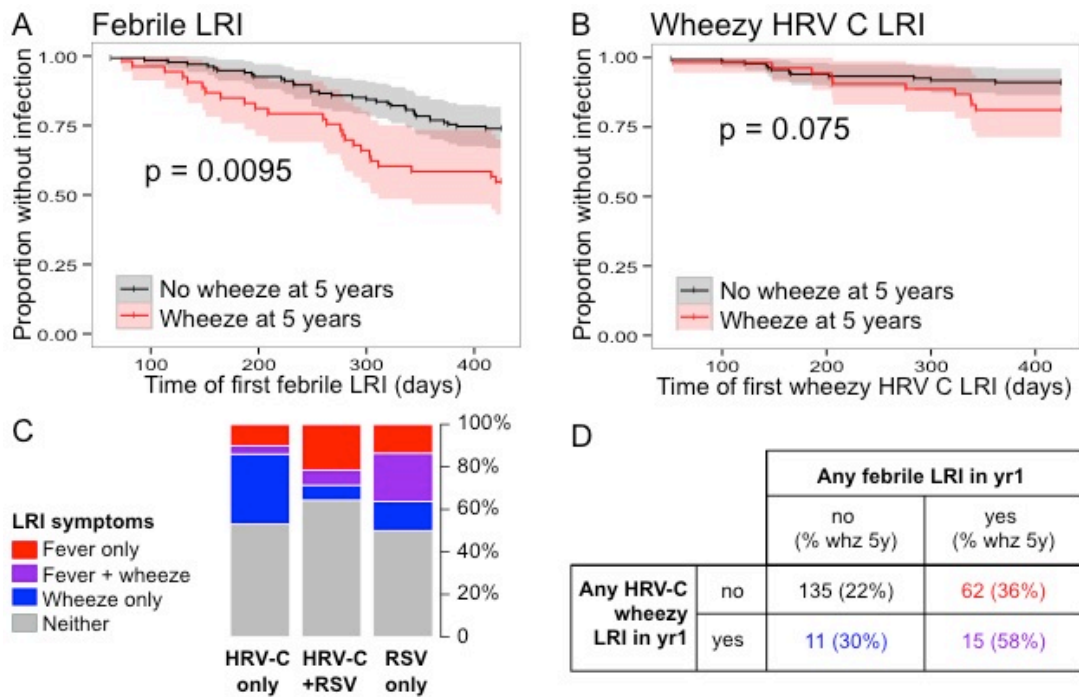 A Febrile LRI
Proportion without infection
1.00
0.75
0.50
0.25
0.00
p = 0.0095
No wheeze at 5 years
Wheeze at 5 years
100 200 300 400
Time of first febrile LRI (days)
B Wheezy HRV C LRI
Proportion without infection
1.00
0.75
0.50
0.25
0.00
p = 0.075
No wheeze at 5 years
Wheeze at 5 years
100 200 300 400
Time of first wheezy HRV C LRI (days)
C
LRI symptoms
Fever only
Fever + wheeze
Wheeze only
Neither
100%
80%
60%
40%
20%
0
HRV-C only
HRV-C +RSV
RSV only
D
Any febrile LRI in yr1
no (% whz 5y)
yes (% whz 5y)
Any HRV-C wheezy LRI in yr1
no 135 (22%) 62 (36%)
yes 11 (30%) 15 (58%)